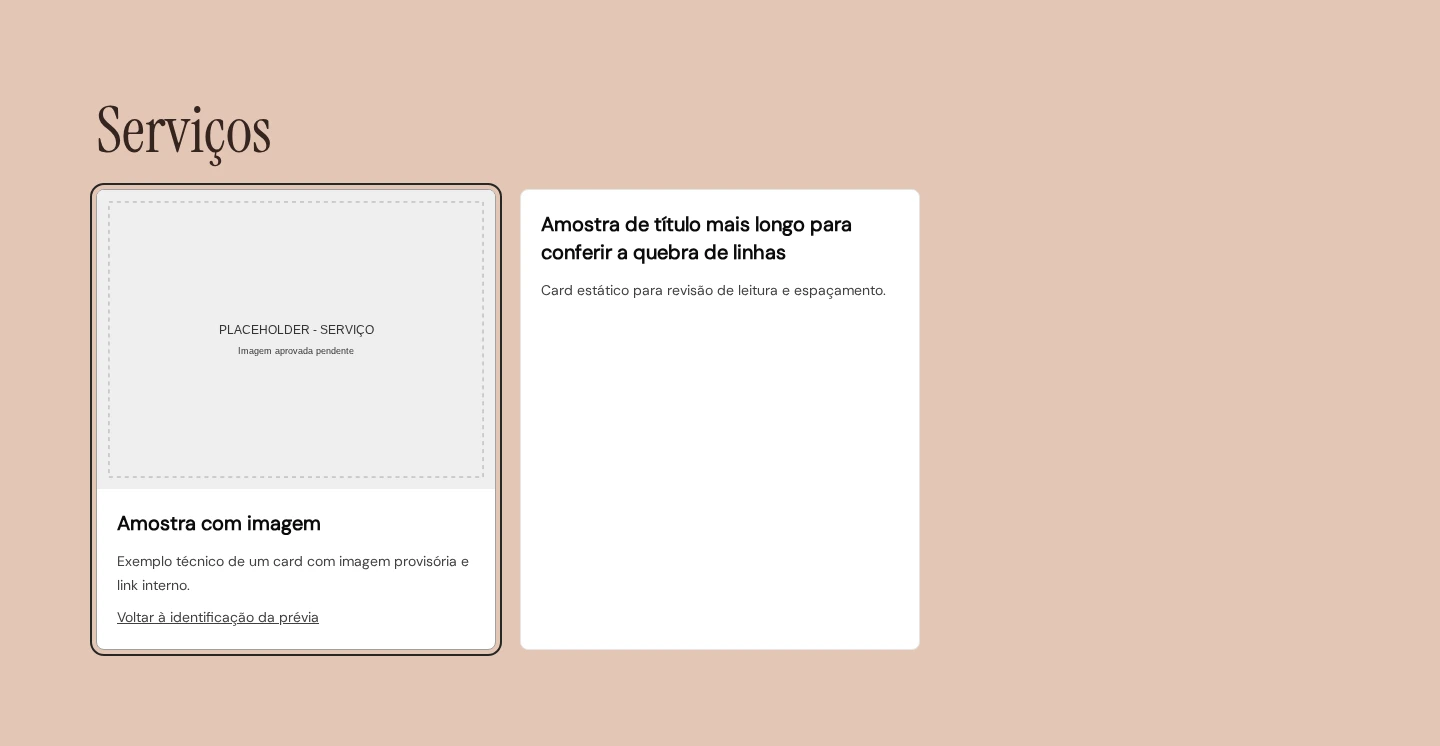 Serviços
PLACEHOLDER - SERVIÇO
Imagem aprovada pendente
Amostra com imagem
Exemplo técnico de um card com imagem provisória e
link interno.
Voltar à identificação da prévia
Amostra de título mais longo para
conferir a quebra de linhas
Card estático para revisão de leitura e espaçamento.